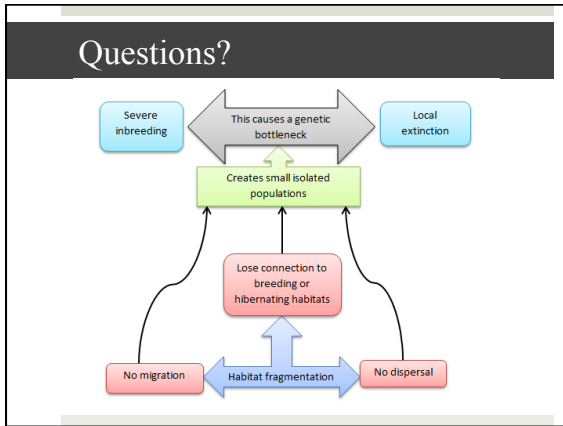 Questions?
Severe
inbreeding
This causes a genetic
bottleneck
Local
extinction
Creates small isolated
populations
Lose connection to
breeding or
hibernating habitats
No migration
Habitat fragmentation
No dispersal